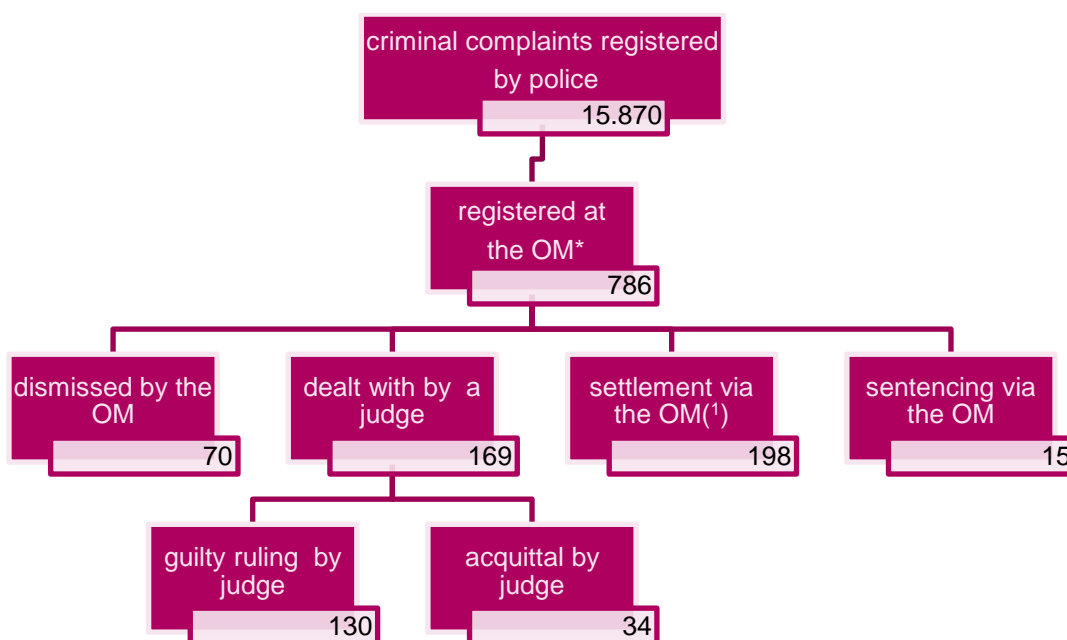 criminal complaints registered
by police
15.870
registered at
the OM*
786
dismissed by the
OM
70
dealt with by a
judge
169
settlement via
the OM(¹)
198
sentencing via
the OM
15
guilty ruling by
judge
130
acquittal by
judge
34